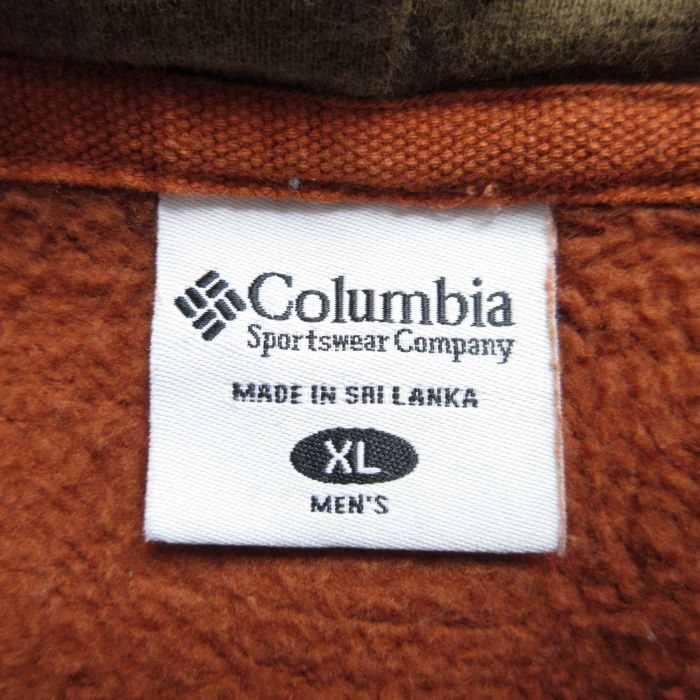 Columbia
Sportswear Company
MADE IN SRI LANKA
XL
MEN'S